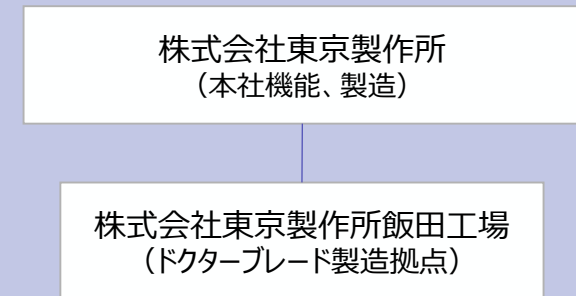 株式会社東京製作所
（本社機能、製造）
株式会社東京製作所飯田工場
（ドクターブレード製造拠点）